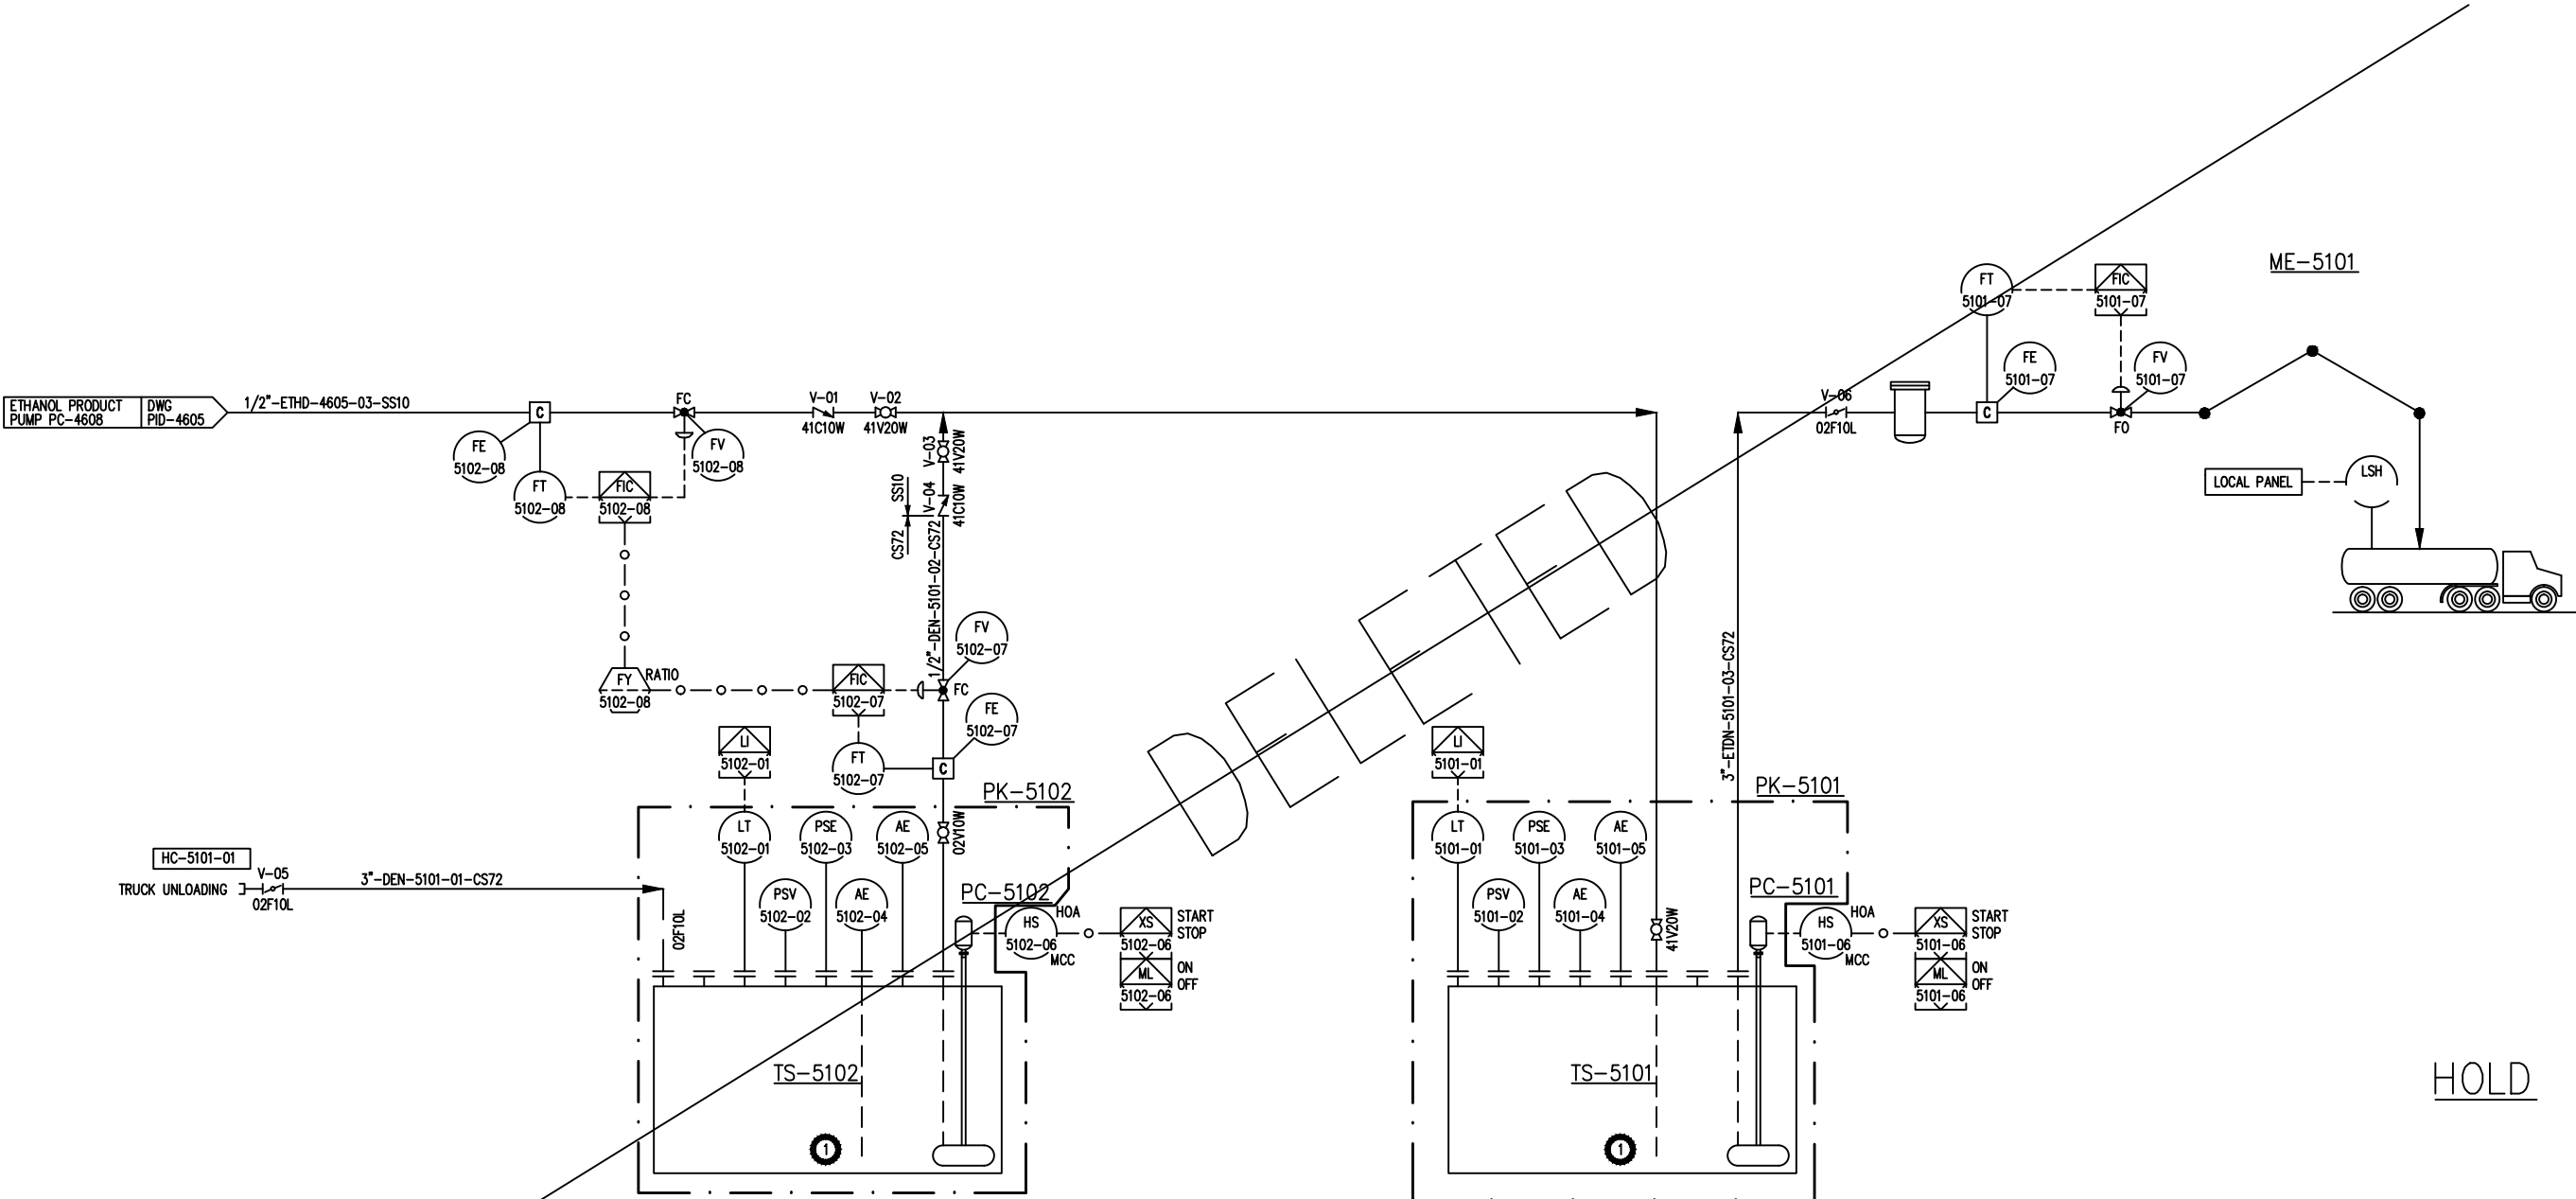 ME-5101
FT
5101-07
FIC
5101-07
FE
5101-07
FV
5101-07
ETHANOL PRODUCT
PUMP PC-4608
DWG
PID-4605
1/2"-ETHD-4605-03-SS10
C
FC
FE
5102-08
FV
5102-08
FT
5102-08
FIC
5102-08
V-01
41C10W
V-02
41V20W
V-03
41V20W
V-04
41C10W
SS10
CS72
1/2"-DEN-5101-02-CS72
V-06
02F10L
C
FO
LOCAL PANEL
LSH
FY
5102-08
RATIO
FIC
5102-07
FV
5102-07
FC
FE
5102-07
FT
5102-07
C
3"-ETDN-5101-03-CS72
LI
5102-01
PK-5102
LT
5102-01
PSE
5102-03
AE
5102-05
02V10W
PSV
5102-02
AE
5102-04
PC-5102
HC-5101-01
TRUCK UNLOADING
V-05
02F10L
3"-DEN-5101-01-CS72
02F10L
HS
5102-06
HOA
MCC
XS
5102-06
START
STOP
ML
5102-06
ON
OFF
TS-5102
1
LI
5101-01
PK-5101
LT
5101-01
PSE
5101-03
AE
5101-05
PSV
5101-02
AE
5101-04
41V20W
PC-5101
HS
5101-06
HOA
MCC
XS
5101-06
START
STOP
ML
5101-06
ON
OFF
TS-5101
1
HOLD